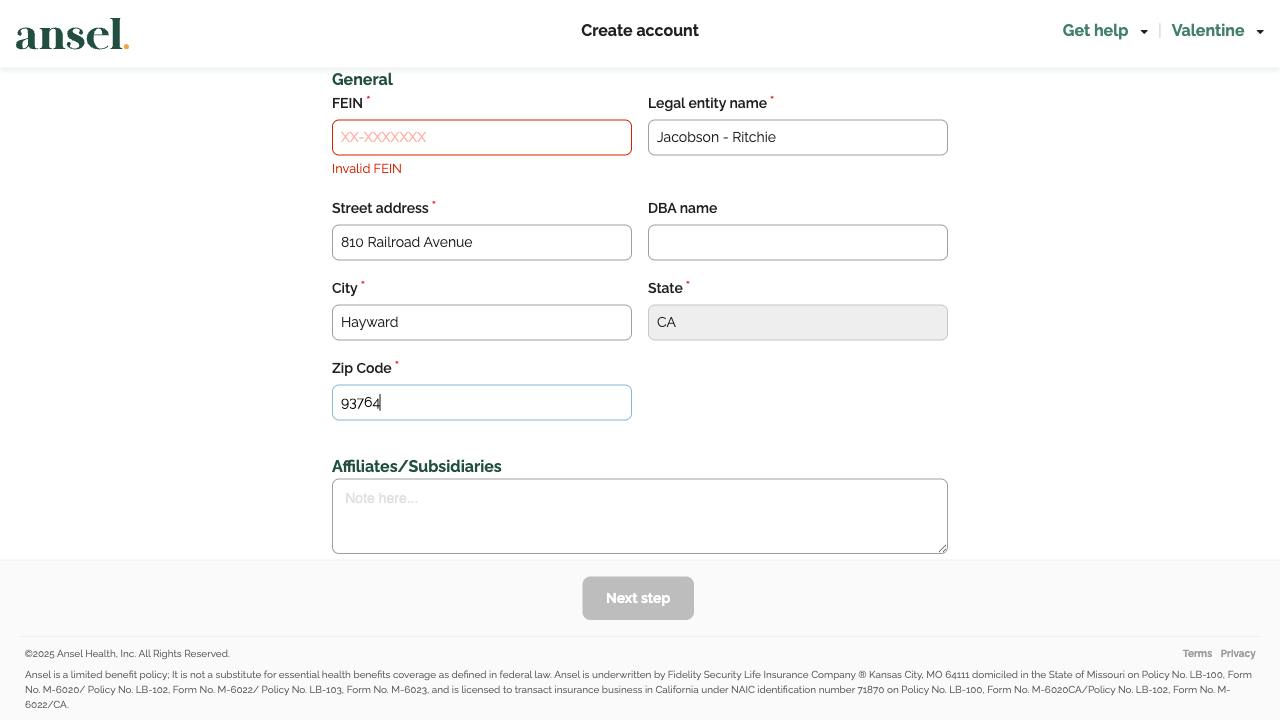 ansel.
Create account
Get help
Valentine
General
FEIN *
Legal entity name *
XX-XXXXXXX
Jacobson - Ritchie
Invalid FEIN
Street address *
DBA name
810 Railroad Avenue
City *
State *
Hayward
CA
Zip Code *
93764
Affiliates/Subsidiaries
Note here...
Next step
©2025 Ansel Health, Inc. All Rights Reserved.
Terms Privacy
Ansel is a limited benefit policy; It is not a substitute for essential health benefits coverage as defined in federal law. Ansel is underwritten by Fidelity Security Life Insurance Company ® Kansas City, MO 64111 domiciled in the State of Missouri on Policy No. LB-100, Form
No. M-6020/ Policy No. LB-102, Form No. M-6022/ Policy No. LB-103, Form No. M-6023, and is licensed to transact insurance business in California under NAIC identification number 71870 on Policy No. LB-100, Form No. M-6020CA/Policy No. LB-102, Form No. M-
6022/CA.